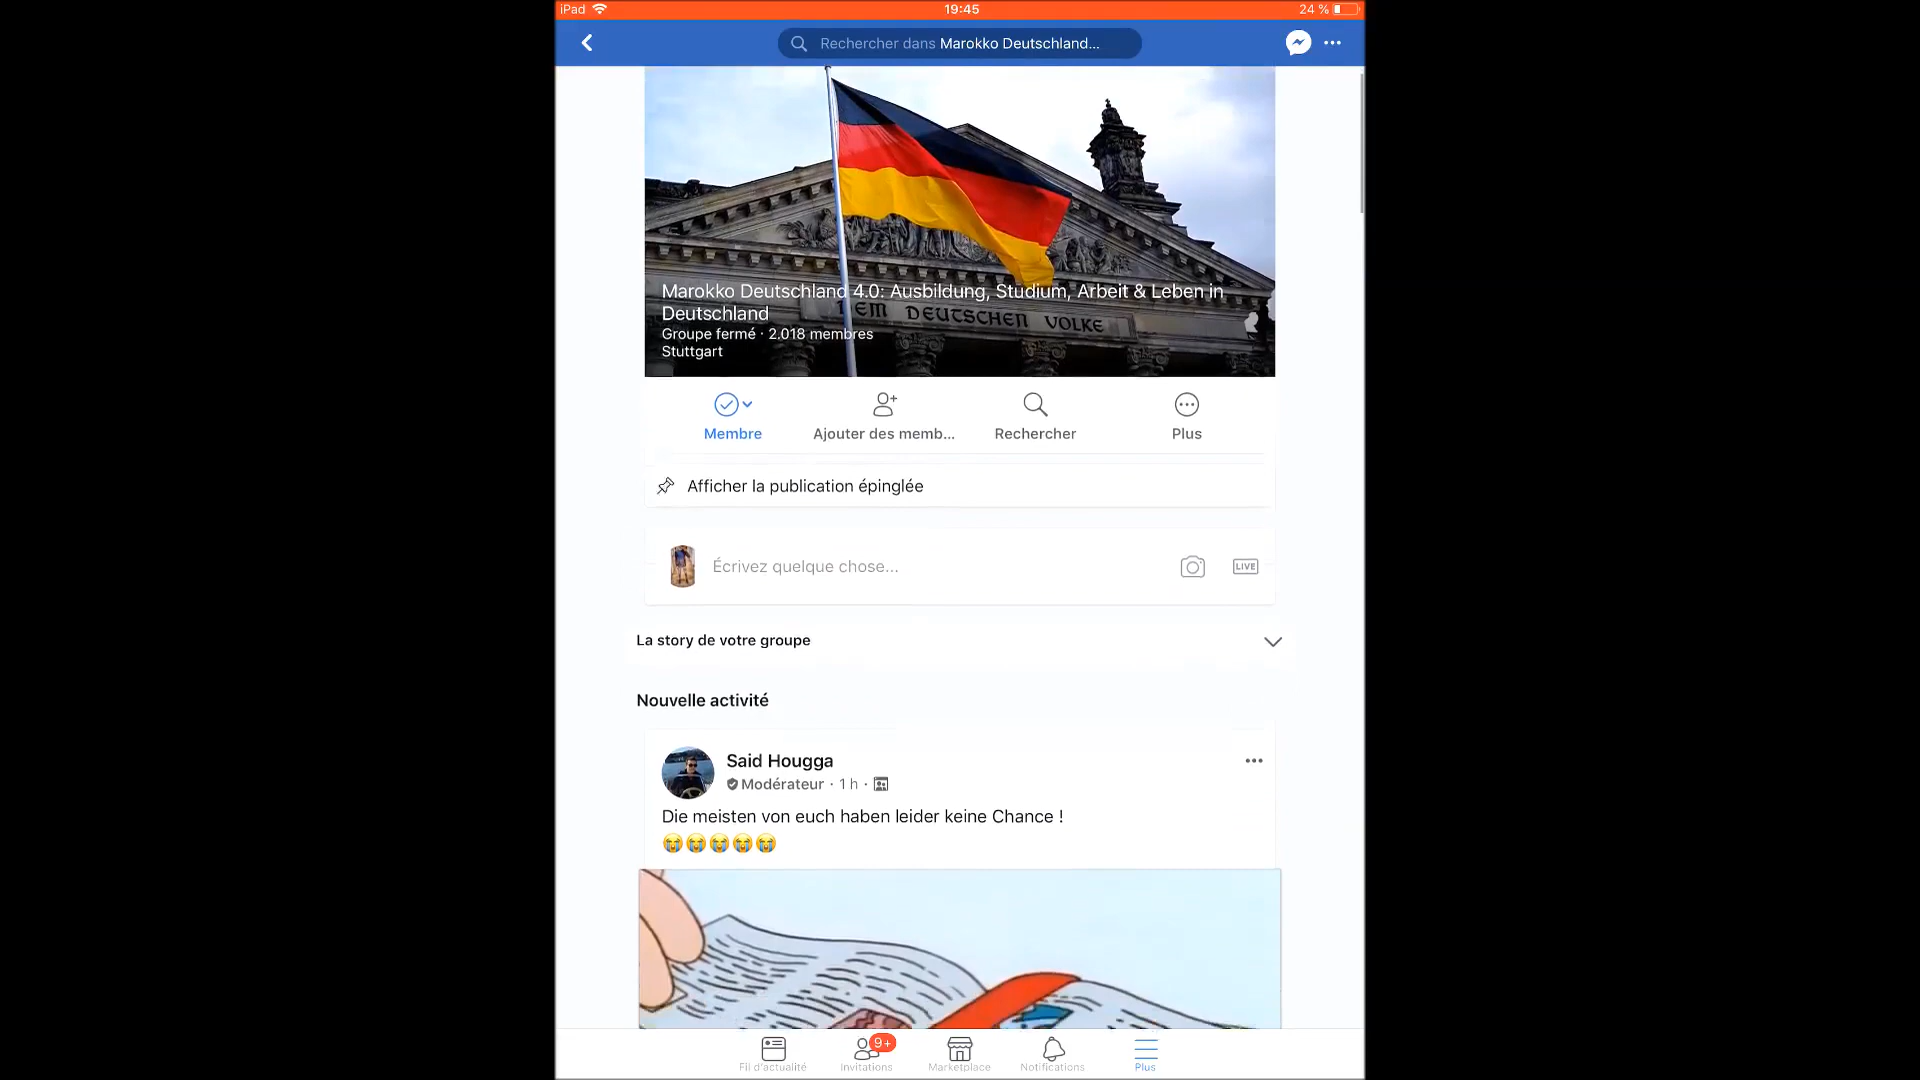 iPad 19:45 24 %
Rechercher dans Marokko Deutschland...
Marokko Deutschland 4.0: Ausbildung, Studium, Arbeit & Leben in
Deutschland
DEM DEUTSCHEN VOLKE
Groupe fermé · 2.018 membres
Stuttgart
Membre Ajouter des memb... Rechercher Plus
Afficher la publication épinglée
Écrivez quelque chose... LIVE
La story de votre groupe
Nouvelle activité
Said Hougga
Modérateur · 1 h ·
Die meisten von euch haben leider keine Chance !
😭😭😭😭😭
9+
Fil d'actualité Invitations Marketplace Notifications Plus